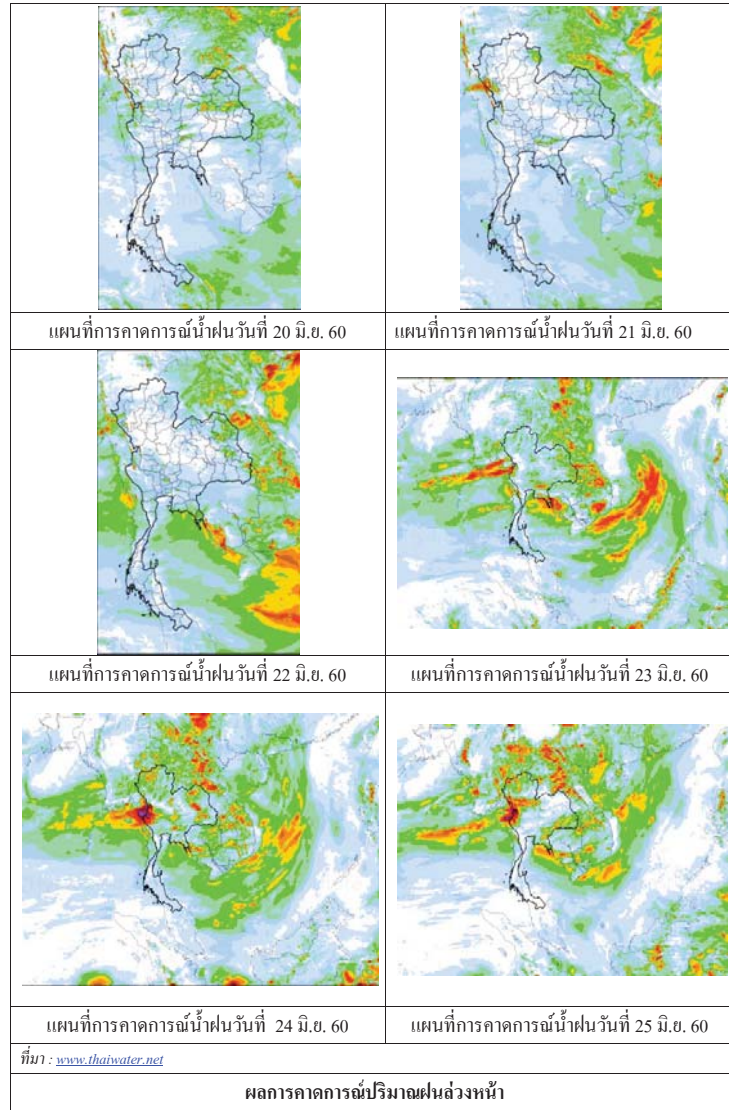 แผนที่การคาดการณ์น้ำฝนวันที่ 20 มิ.ย. 60
แผนที่การคาดการณ์น้ำฝนวันที่ 21 มิ.ย. 60
แผนที่การคาดการณ์น้ำฝนวันที่ 22 มิ.ย. 60
แผนที่การคาดการณ์น้ำฝนวันที่ 23 มิ.ย. 60
แผนที่การคาดการณ์น้ำฝนวันที่ 24 มิ.ย. 60
แผนที่การคาดการณ์น้ำฝนวันที่ 25 มิ.ย. 60
ที่มา : www.thaiwater.net
ผลการคาดการณ์ปริมาณฝนล่วงหน้า